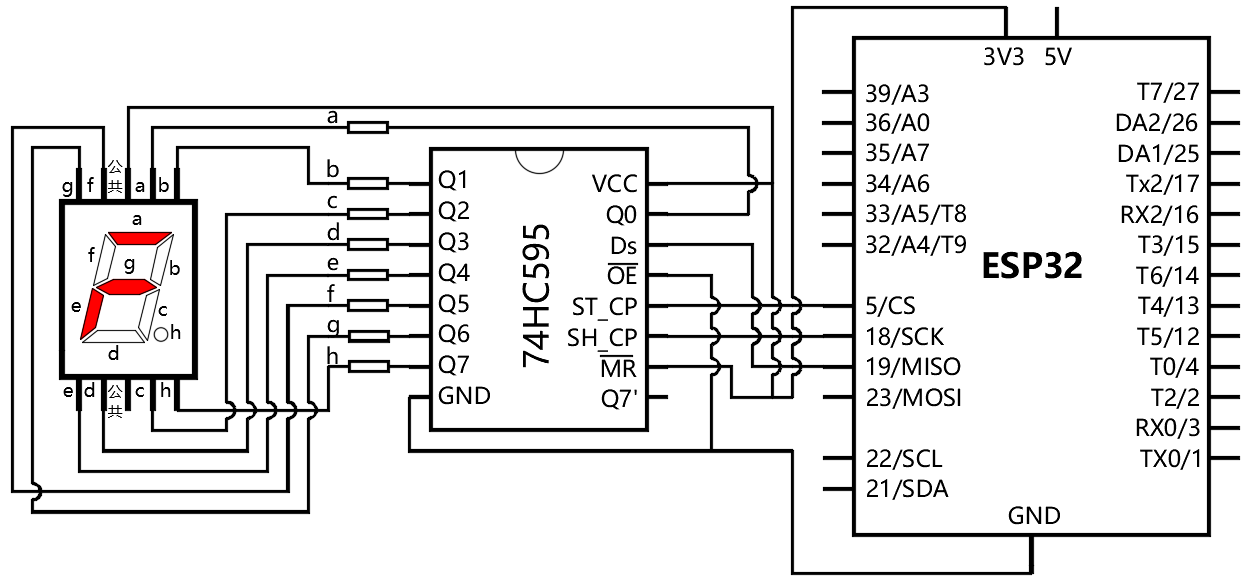 3V3 5V
39/A3
36/A0
35/A7
34/A6
33/A5/T8
32/A4/T9
5/CS
18/SCK
19/MISO
23/MOSI
22/SCL
21/SDA
ESP32
T7/27
DA2/26
DA1/25
Tx2/17
RX2/16
T3/15
T6/14
T4/13
T5/12
T0/4
T2/2
RX0/3
TX0/1
GND
a
b
c
d
e
f
g
h
Q1
Q2
Q3
Q4
Q5
Q6
Q7
GND
74HC595
VCC
Q0
Ds
OE
ST_CP
SH_CP
MR
Q7'
g f 公共 a b
a
f
g
b
e
c
h
d
e d 公共 c h